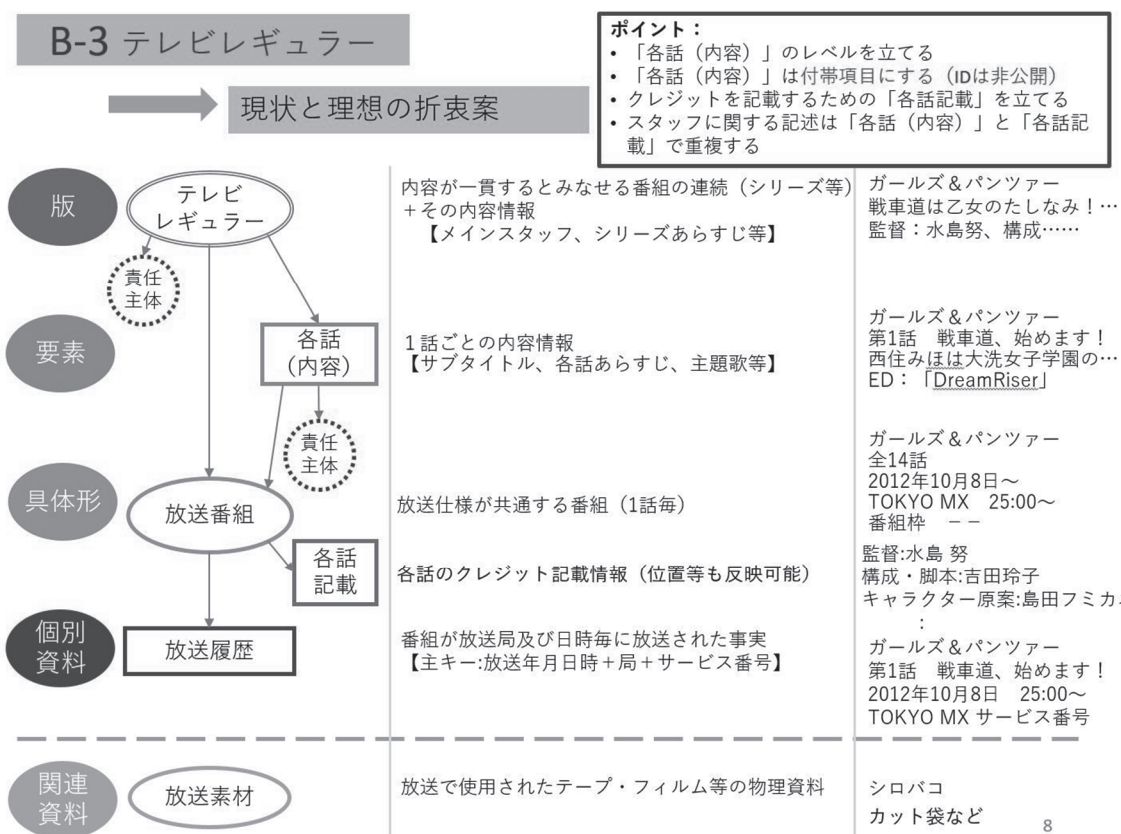 B-3 テレビレギュラー
現状と理想の折衷案
ポイント：
• 「各話（内容）」のレベルを立てる
• 「各話（内容）」は付帯項目にする（IDは非公開）
• クレジットを記載するための「各話記載」を立てる
• スタッフに関する記述は「各話（内容）」と「各話記
載」で重複する
版
テレビ
レギュラー
責任
主体
内容が一貫するとみなせる番組の連続（シリーズ等）
＋その内容情報
【メインスタッフ、シリーズあらすじ等】
ガールズ＆パンツァー
戦車道は乙女のたしなみ！…
監督：水島努、構成……
要素
各話
(内容)
責任
主体
１話ごとの内容情報
【サブタイトル、各話あらすじ、主題歌等】
ガールズ＆パンツァー
第1話　戦車道、始めます！
西住みほは大洗女子学園の…
ED：「DreamRiser」
具体形
放送番組
放送仕様が共通する番組（1話毎）
ガールズ＆パンツァー
全14話
2012年10月8日～
TOKYO MX　25:00～
番組枠　－－
各話
記載
各話のクレジット記載情報（位置等も反映可能）
監督:水島 努
構成・脚本:吉田玲子
キャラクター原案:島田フミカ
：
個別
資料
放送履歴
番組が放送局及び日時毎に放送された事実
【主キー:放送年月日時＋局＋サービス番号】
ガールズ＆パンツァー
第1話　戦車道、始めます！
2012年10月8日　25:00～
TOKYO MX サービス番号
関連
資料
放送素材
放送で使用されたテープ・フィルム等の物理資料
シロバコ
カット袋など
8